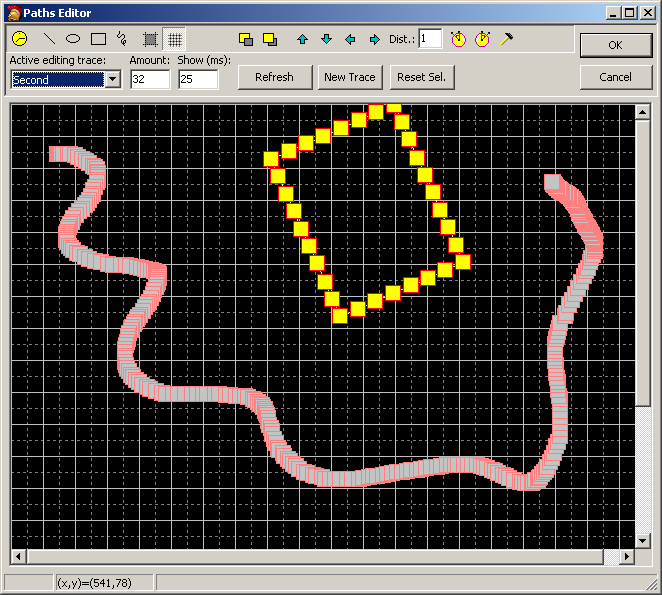 Paths Editor
Dist.: 1
OK
Active editing trace: Amount: Show (ms):
Second 32 25 Refresh New Trace Reset Sel. Cancel
(x,y)=(541,78)